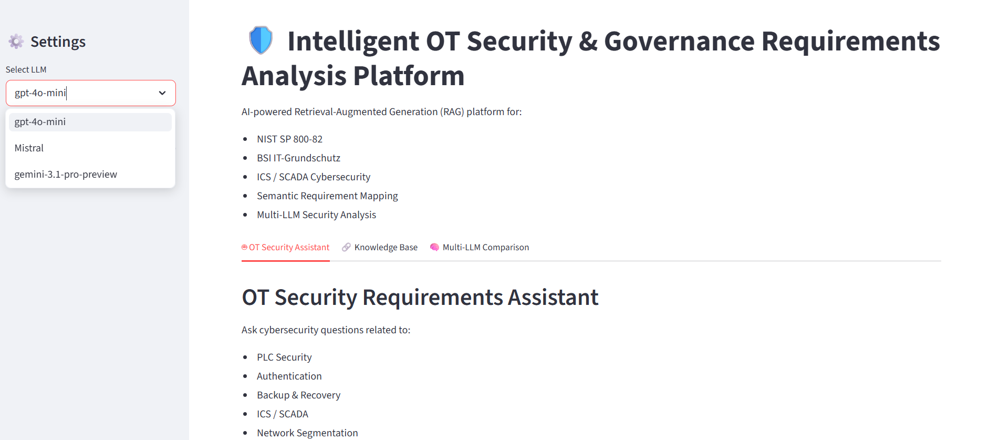 Settings
Select LLM
gpt-4o-mini
gpt-4o-mini
Mistral
gemini-3.1-pro-preview
Intelligent OT Security & Governance Requirements
Analysis Platform
AI-powered Retrieval-Augmented Generation (RAG) platform for:
NIST SP 800-82
BSI IT-Grundschutz
ICS / SCADA Cybersecurity
Semantic Requirement Mapping
Multi-LLM Security Analysis
OT Security Assistant
Knowledge Base
Multi-LLM Comparison
OT Security Requirements Assistant
Ask cybersecurity questions related to:
PLC Security
Authentication
Backup & Recovery
ICS / SCADA
Network Segmentation